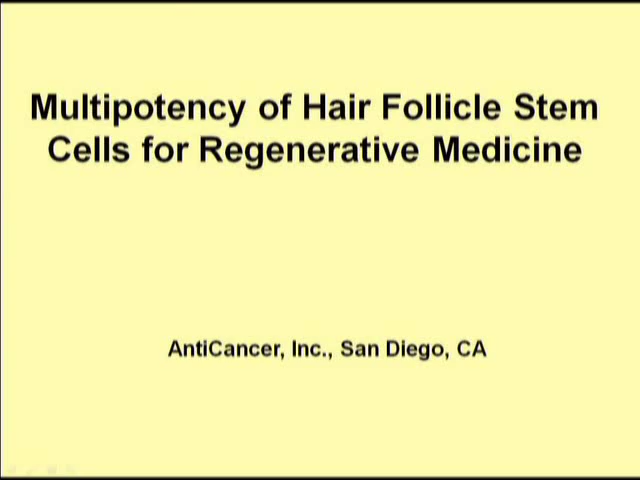 Multipotency of Hair Follicle Stem
Cells for Regenerative Medicine
AntiCancer, Inc., San Diego, CA